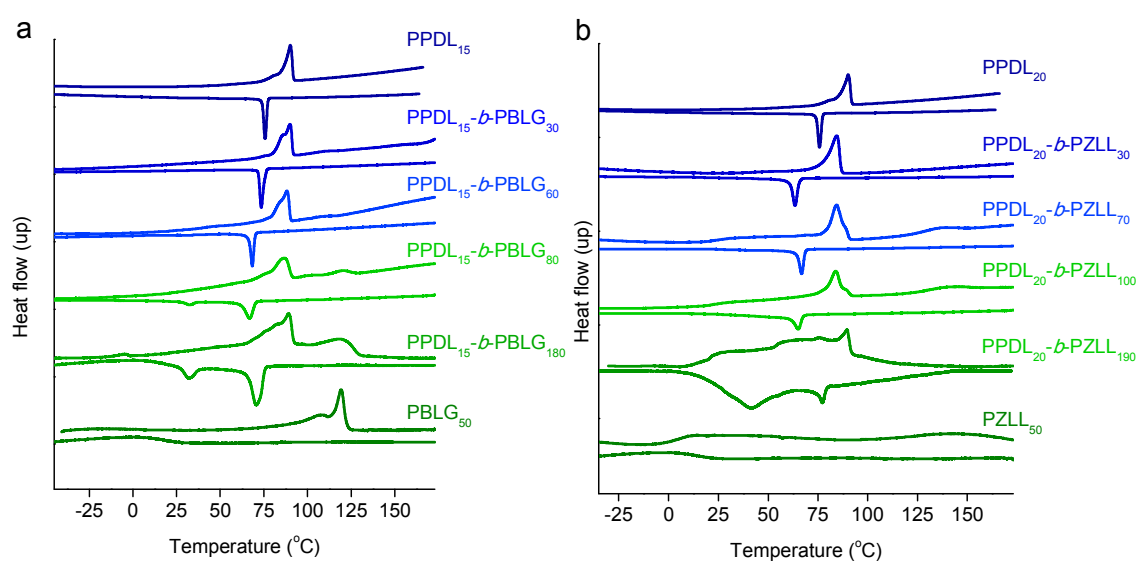 a
PPDL₁₅
PPDL₁₅-b-PBLG₃₀
PPDL₁₅-b-PBLG₆₀
PPDL₁₅-b-PBLG₈₀
PPDL₁₅-b-PBLG₁₈₀
PBLG₅₀
Heat flow (up)
-25 0 25 50 75 100 125 150
Temperature (°C)
b
PPDL₂₀
PPDL₂₀-b-PZLL₃₀
PPDL₂₀-b-PZLL₇₀
PPDL₂₀-b-PZLL₁₀₀
PPDL₂₀-b-PZLL₁₉₀
PZLL₅₀
Heat flow (up)
-25 0 25 50 75 100 125 150
Temperature (°C)